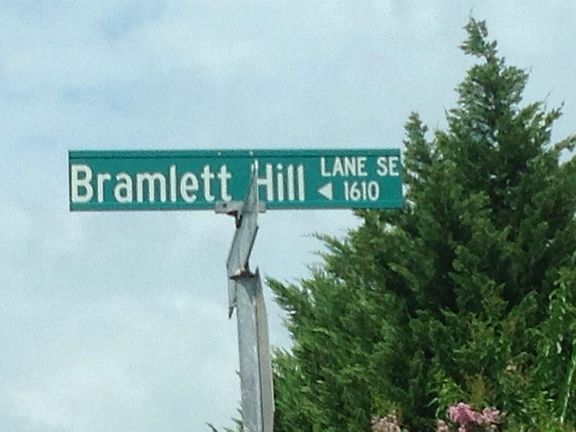 Bramlett Hill LANE SE
◄ 1610